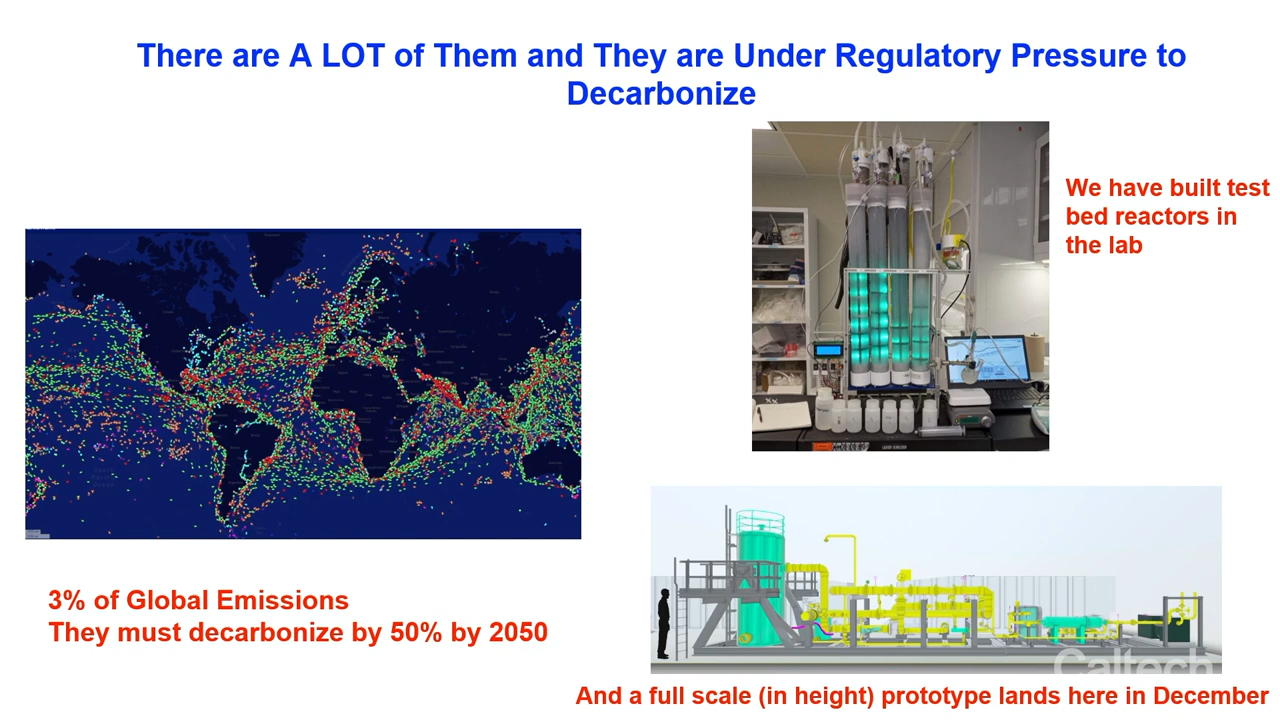 There are A LOT of Them and They are Under Regulatory Pressure to
Decarbonize
We have built test
bed reactors in
the lab
3% of Global Emissions
They must decarbonize by 50% by 2050
Caltech
And a full scale (in height) prototype lands here in December